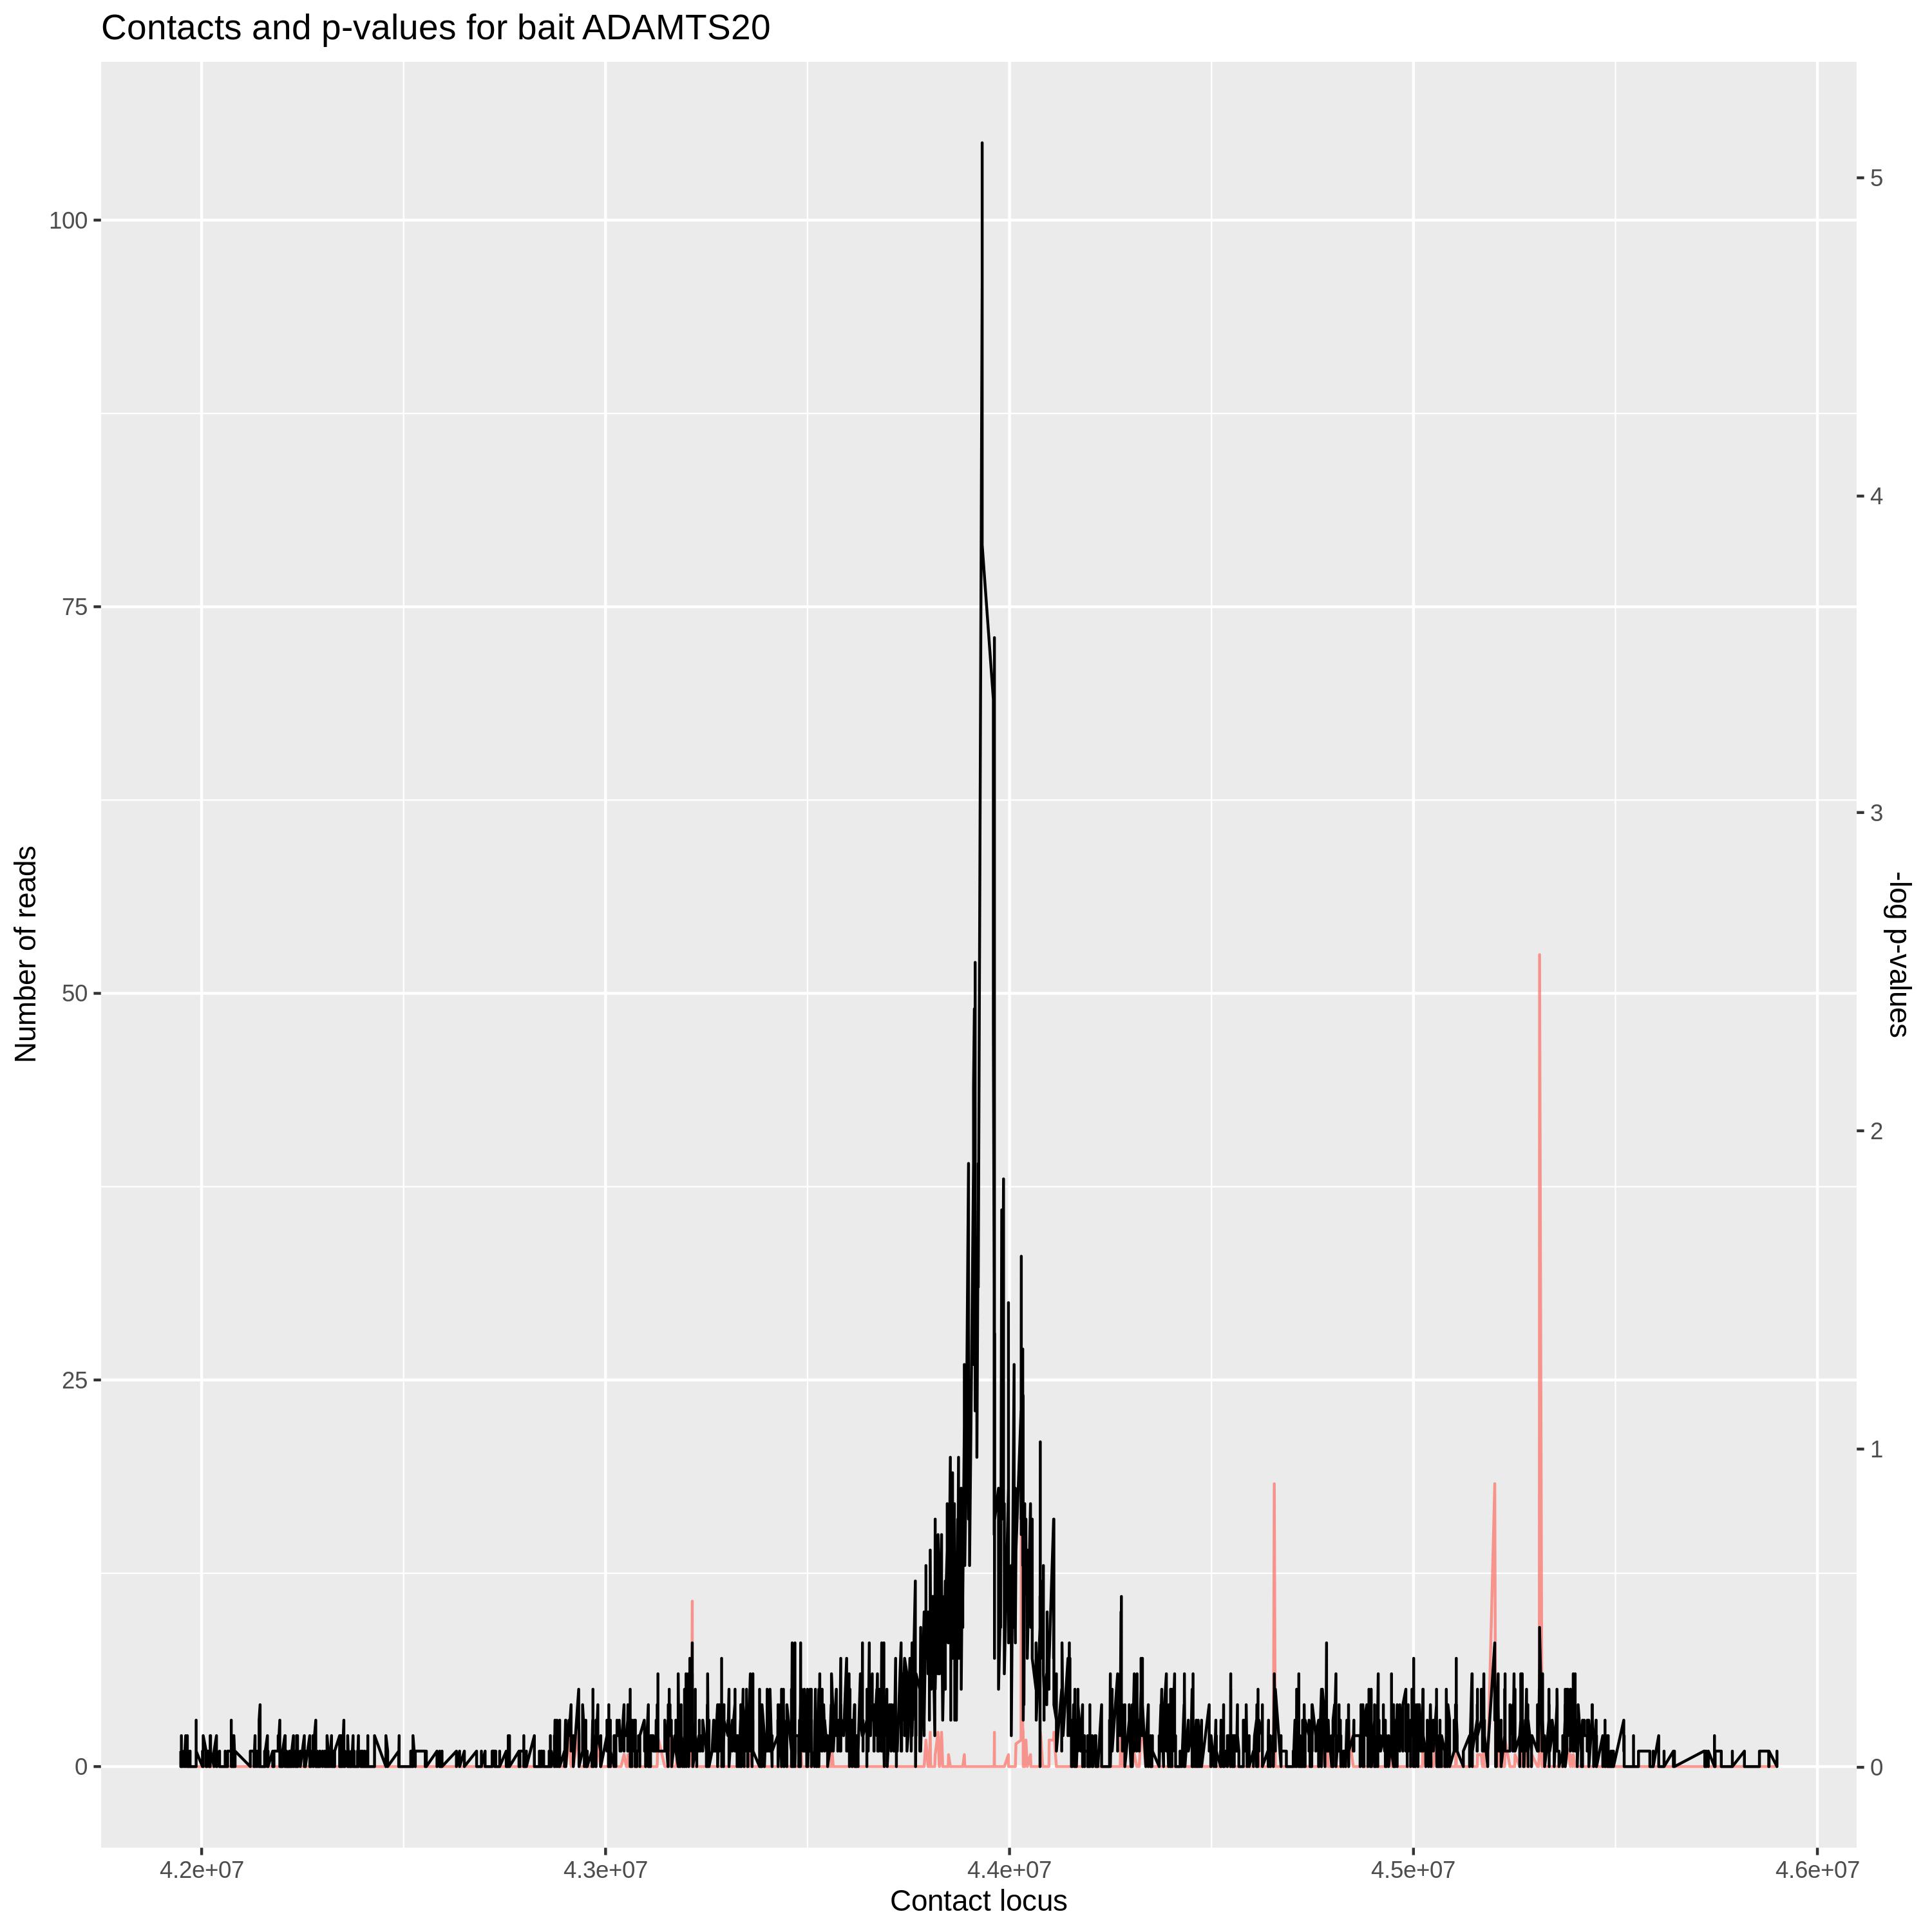 Contacts and p-values for bait ADAMTS20
100
75
50
25
0
Number of reads
5
4
3
2
1
0
-log p-values
4.2e+07
4.3e+07
4.4e+07
4.5e+07
4.6e+07
Contact locus